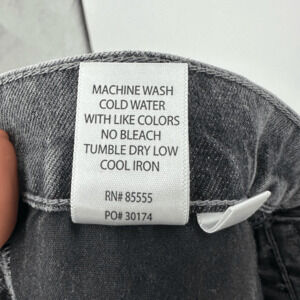 MACHINE WASH
COLD WATER
WITH LIKE COLORS
NO BLEACH
TUMBLE DRY LOW
COOL IRON
RN# 85555
PO# 30174